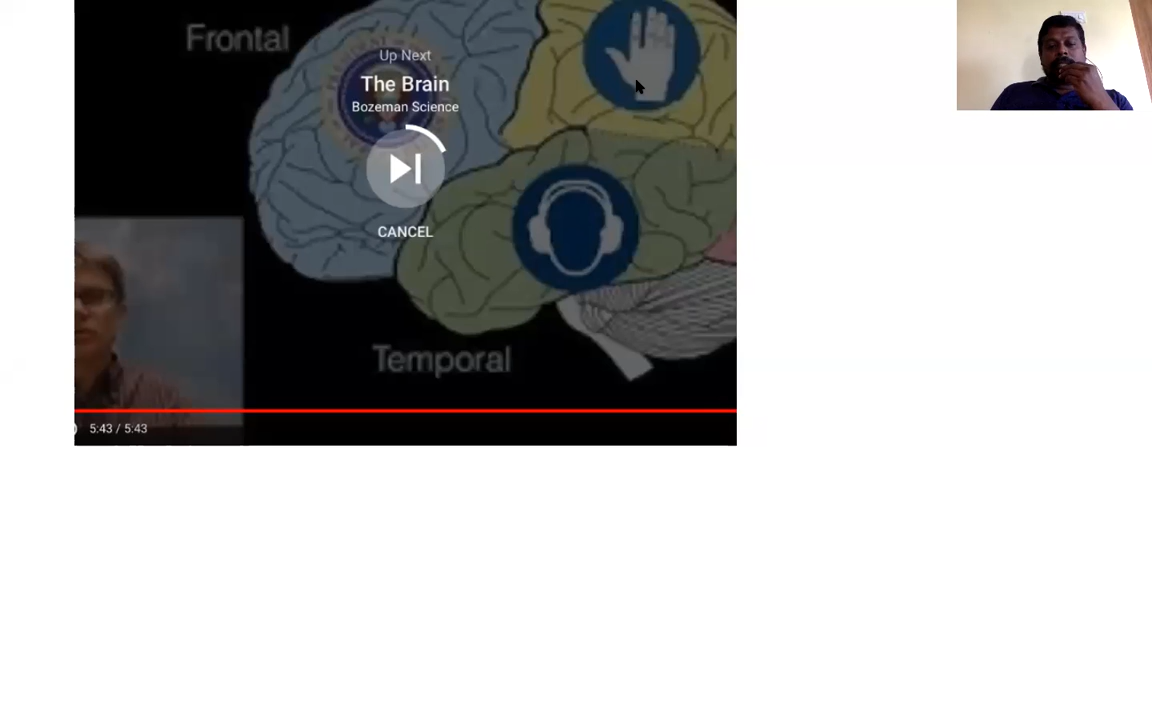 Frontal
Up Next
The Brain
Bozeman Science
CANCEL
Temporal
5:43 / 5:43